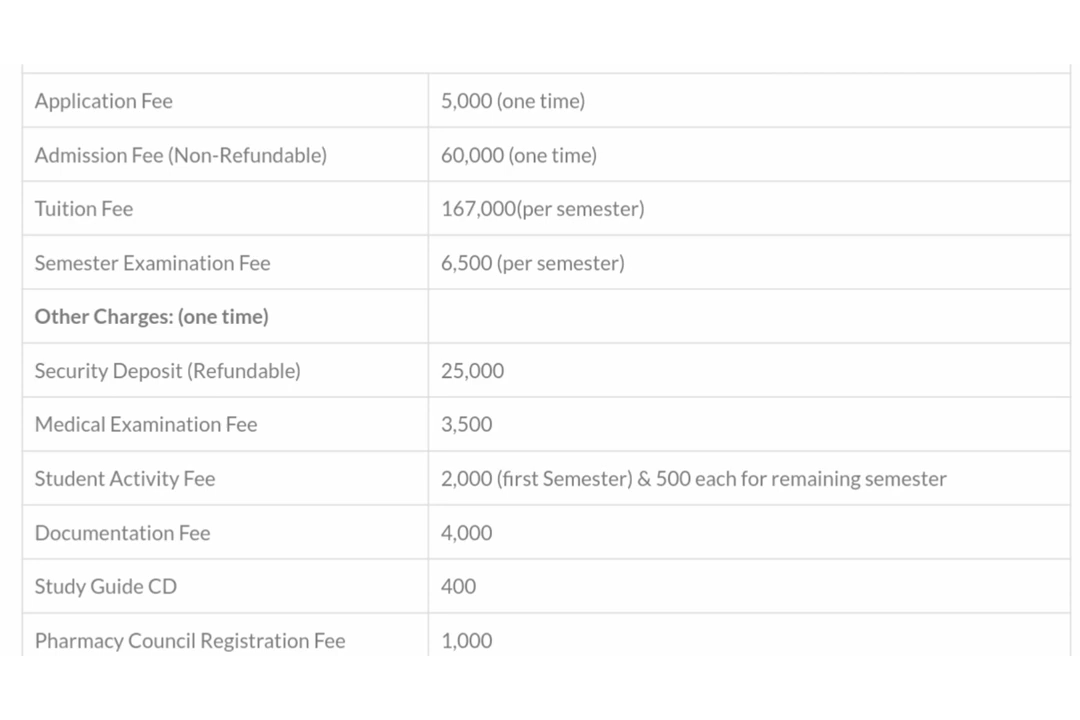 Application Fee 5,000 (one time)
Admission Fee (Non-Refundable) 60,000 (one time)
Tuition Fee 167,000(per semester)
Semester Examination Fee 6,500 (per semester)
Other Charges: (one time)
Security Deposit (Refundable) 25,000
Medical Examination Fee 3,500
Student Activity Fee 2,000 (first Semester) & 500 each for remaining semester
Documentation Fee 4,000
Study Guide CD 400
Pharmacy Council Registration Fee 1,000